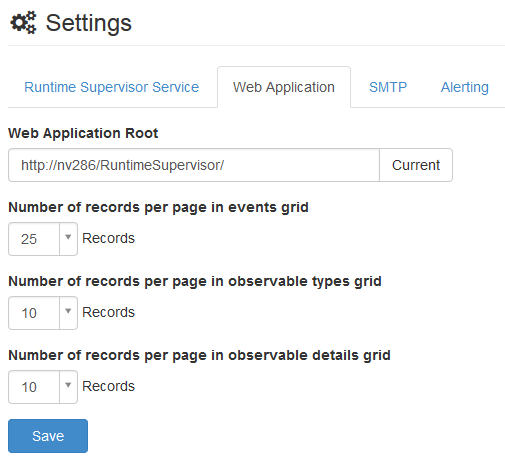 Settings
Runtime Supervisor Service Web Application SMTP Alerting
Web Application Root
http://nv286/RuntimeSupervisor/ Current
Number of records per page in events grid
25 Records
Number of records per page in observable types grid
10 Records
Number of records per page in observable details grid
10 Records
Save